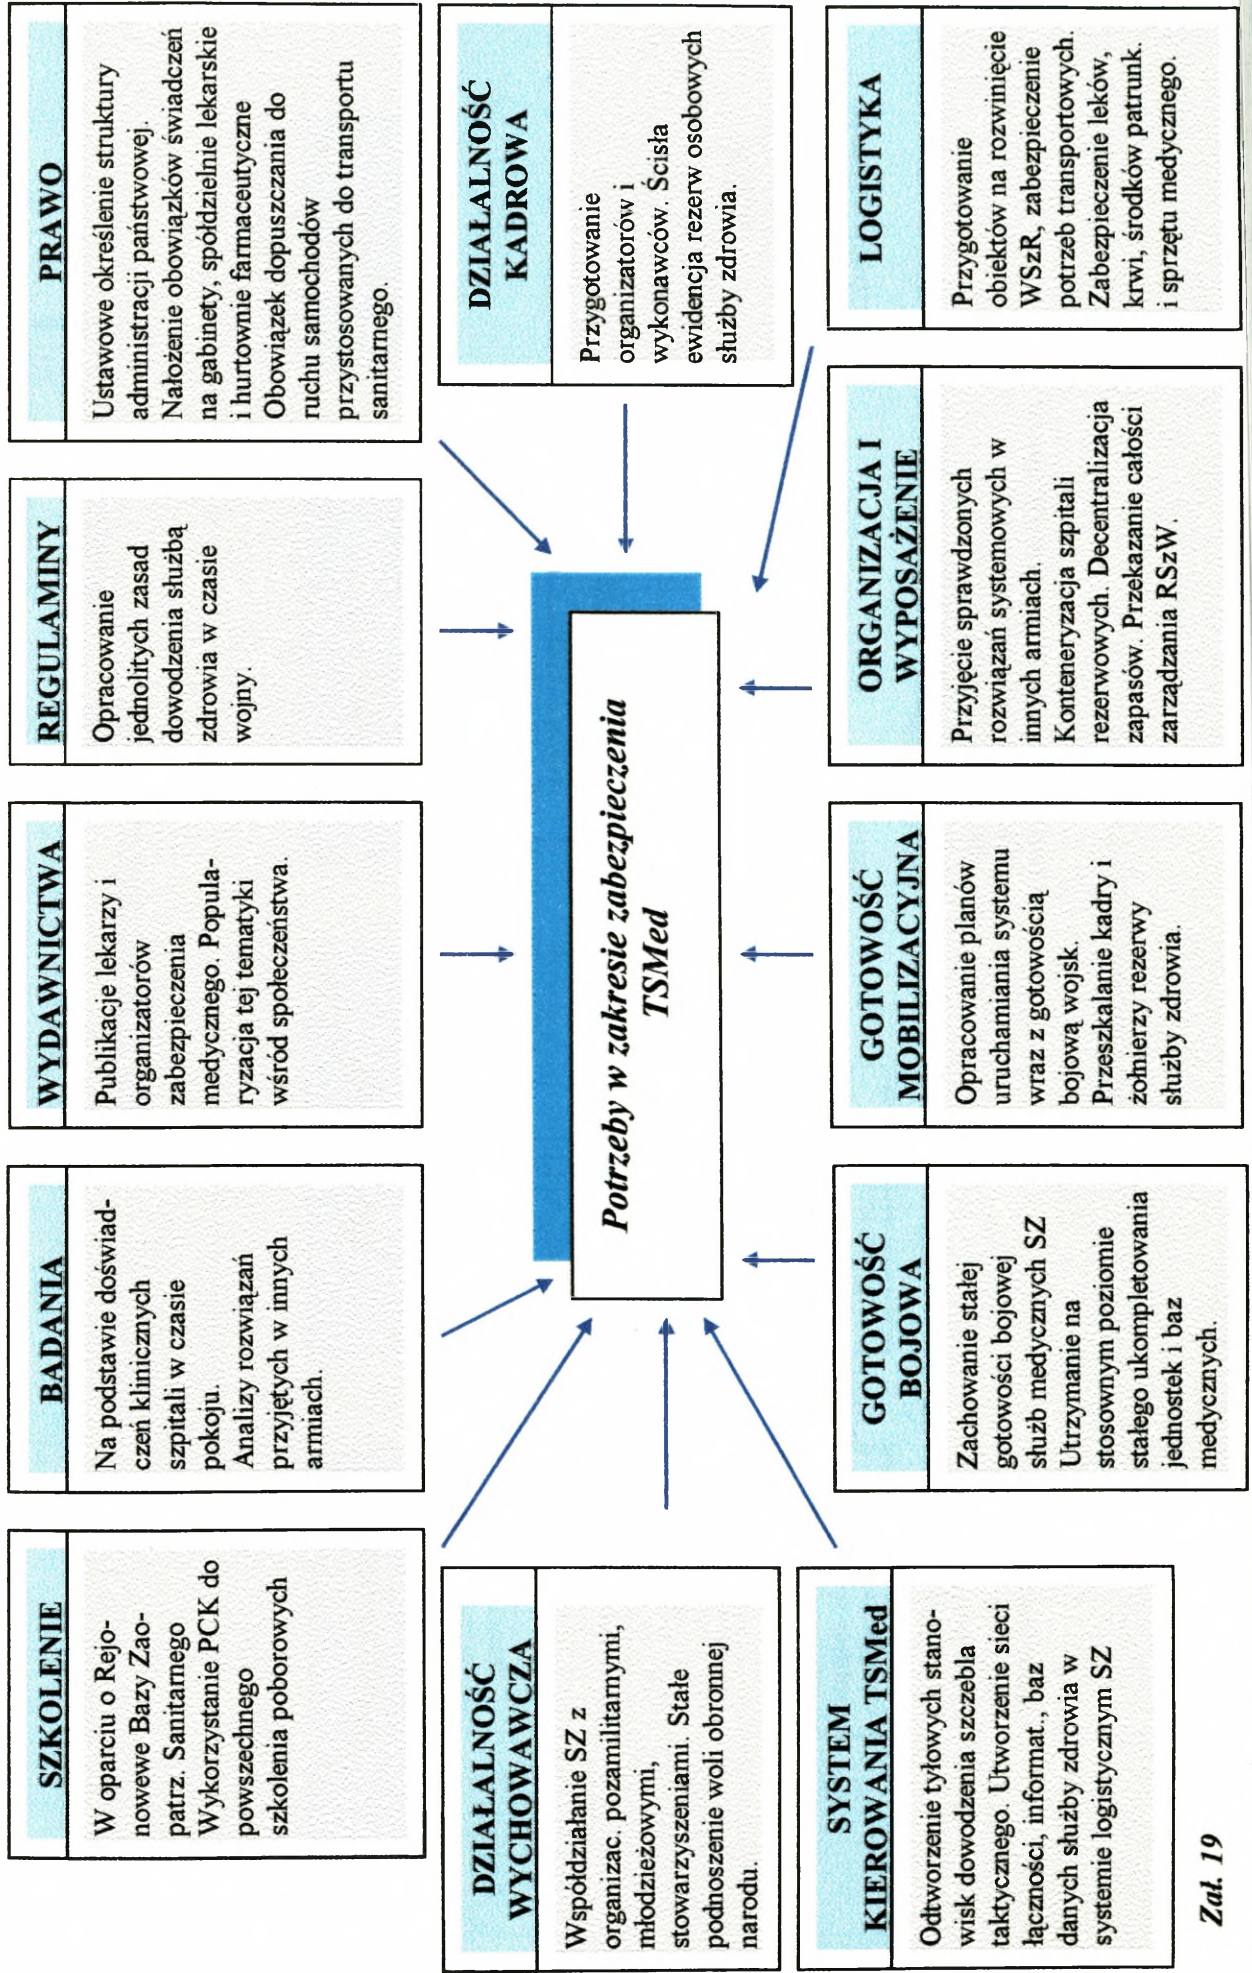 SZKOLENIE
W oparciu o Rejo-
nowewe Bazy Zao-
patrz. Sanitarnego
Wykorzystanie PCK do
powszechnego
szkolenia poborowych
BADANIA
Na podstawie doświad-
czeń klinicznych
szpitali w czasie
pokoju.
Analizy rozwiązań
przyjętych w innych
armiach.
WYDAWNICTWA
Publikacje lekarzy i
organizatorów
zabezpieczenia
medycznego. Popula-
ryzacja tej tematyki
wśród społeczeństwa.
REGULAMINY
Opracowanie
jednolitych zasad
dowodzenia służbą
zdrowia w czasie
wojny.
PRAWO
Ustawowe określenie struktury
administracji państwowej.
Nałożenie obowiązków świadczeń
na gabinety, spółdzielnie lekarskie
i hurtownie farmaceutyczne
Obowiązek dopuszczania do
ruchu samochodów
przystosowanych do transportu
sanitarnego.
DZIAŁALNOŚĆ
WYCHOWAWCZA
Współdziałanie SZ z
organizac. pozamilitarnymi,
młodzieżowymi,
stowarzyszeniami. Stałe
podnoszenie woli obronnej
narodu.
Potrzeby w zakresie zabezpieczenia
TSMed
DZIAŁALNOŚĆ
KADROWA
Przygotowanie
organizatorów i
wykonawców. Ścisła
ewidencja rezerw osobowych
służby zdrowia.
SYSTEM
KIEROWANIA TSMed
Odtworzenie tyłowych stano-
wisk dowodzenia szczebla
taktycznego. Utworzenie sieci
łączności, informat., baz
danych służby zdrowia w
systemie logistycznym SZ
GOTOWOŚĆ
BOJOWA
Zachowanie stałej
gotowości bojowej
służb medycznych SZ
Utrzymanie na
stosownym poziomie
stałego ukompletowania
jednostek i baz
medycznych.
GOTOWOŚĆ
MOBILIZACYJNA
Opracowanie planów
uruchamiania systemu
wraz z gotowością
bojową wojsk.
Przeszkalanie kadry i
żołnierzy rezerwy
służby zdrowia.
ORGANIZACJA I
WYPOSAŻENIE
Przyjęcie sprawdzonych
rozwiązań systemowych w
innych armiach.
Konteneryzacja szpitali
rezerwowych. Decentralizacja
zapasów. Przekazanie całości
zarządzania RSzW.
LOGISTYKA
Przygotowanie
obiektów na rozwinięcie
WSzR, zabezpieczenie
potrzeb transportowych.
Zabezpieczenie leków,
krwi, środków patrunk.
i sprzętu medycznego.
Zał. 19